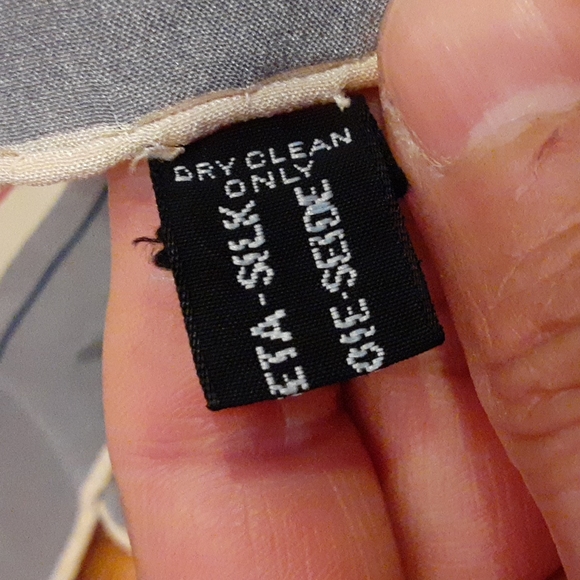 DRY CLEAN
ONLY
ETA-SILK
OIE-SEIDE